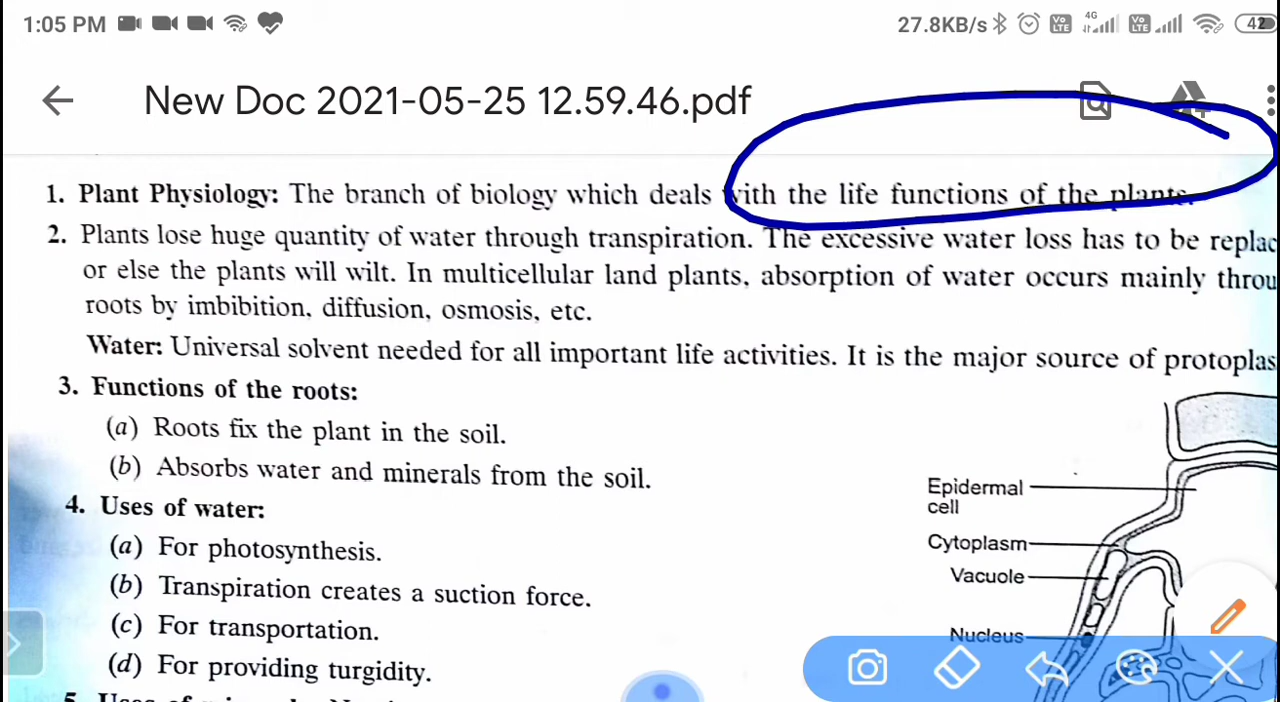 1:05 PM
27.8KB/s
4G
Vo LTE
Vo LTE
42
New Doc 2021-05-25 12.59.46.pdf
1. Plant Physiology: The branch of biology which deals with the life functions of the plants.
2. Plants lose huge quantity of water through transpiration. The excessive water loss has to be replac
or else the plants will wilt. In multicellular land plants, absorption of water occurs mainly throu
roots by imbibition, diffusion, osmosis, etc.
Water: Universal solvent needed for all important life activities. It is the major source of protoplas
3. Functions of the roots:
(a) Roots fix the plant in the soil.
(b) Absorbs water and minerals from the soil.
4. Uses of water:
(a) For photosynthesis.
(b) Transpiration creates a suction force.
(c) For transportation.
(d) For providing turgidity.
Epidermal
cell
Cytoplasm
Vacuole
Nucleus